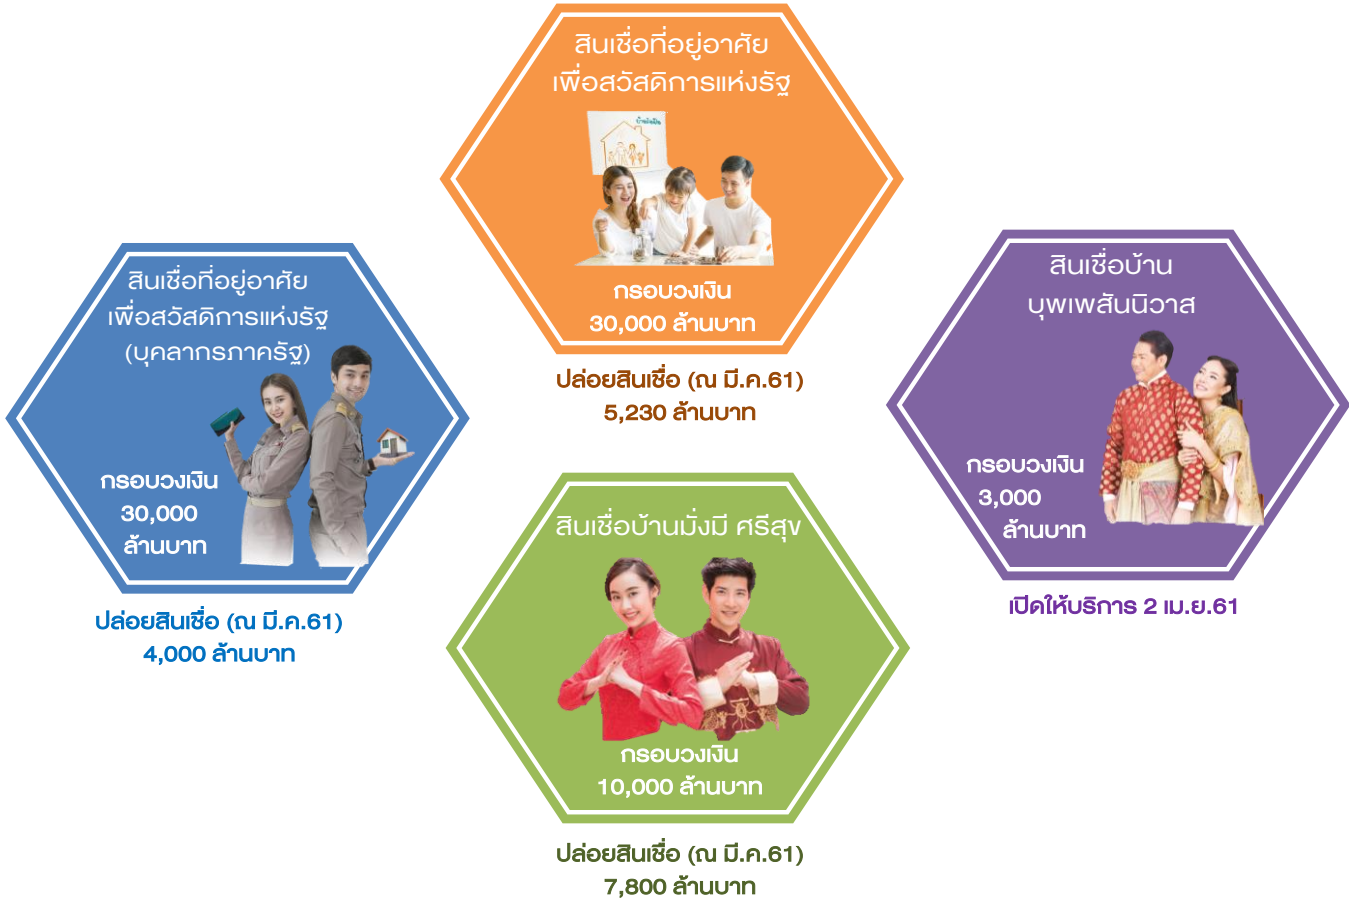 สินเชื่อที่อยู่อาศัย
เพื่อสวัสดิการแห่งรัฐ
กรอบวงเงิน
30,000 ล้านบาท
ปล่อยสินเชื่อ (ณ มี.ค.61)
5,230 ล้านบาท
สินเชื่อที่อยู่อาศัย
เพื่อสวัสดิการแห่งรัฐ
(บุคลากรภาครัฐ)
กรอบวงเงิน
30,000
ล้านบาท
ปล่อยสินเชื่อ (ณ มี.ค.61)
4,000 ล้านบาท
สินเชื่อบ้าน
บุพเพสันนิวาส
กรอบวงเงิน
3,000
ล้านบาท
เปิดให้บริการ 2 เม.ย.61
สินเชื่อบ้านมั่งมี ศรีสุข
กรอบวงเงิน
10,000 ล้านบาท
ปล่อยสินเชื่อ (ณ มี.ค.61)
7,800 ล้านบาท